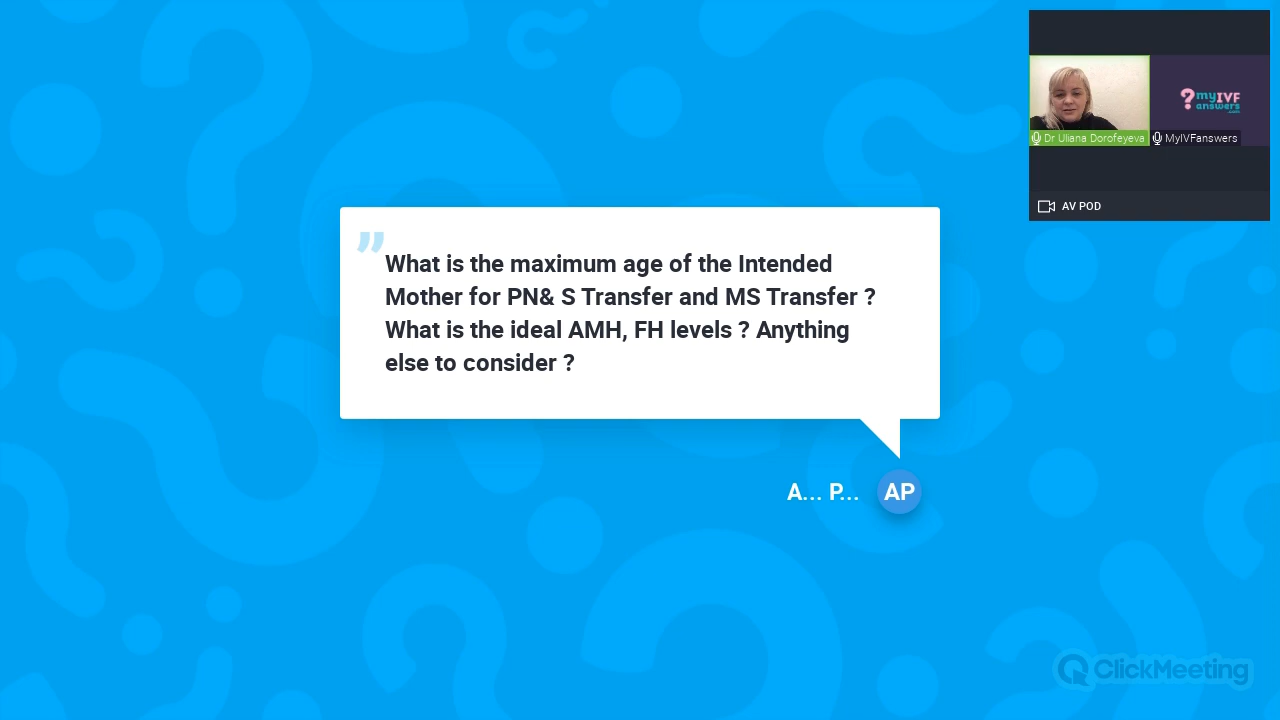 ?myIVF
answers
.com
Dr Uliana Dorofeyeva
MyIVFanswers
AV POD
"What is the maximum age of the Intended
Mother for PN& S Transfer and MS Transfer ?
What is the ideal AMH, FH levels ? Anything
else to consider ?
A... P... AP
ClickMeeting